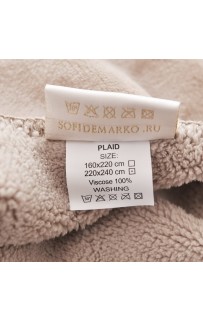 SOFIDEMARKO.RU
PLAID
SIZE:
160x220 cm
220x240 cm
Viscose 100%
WASHING